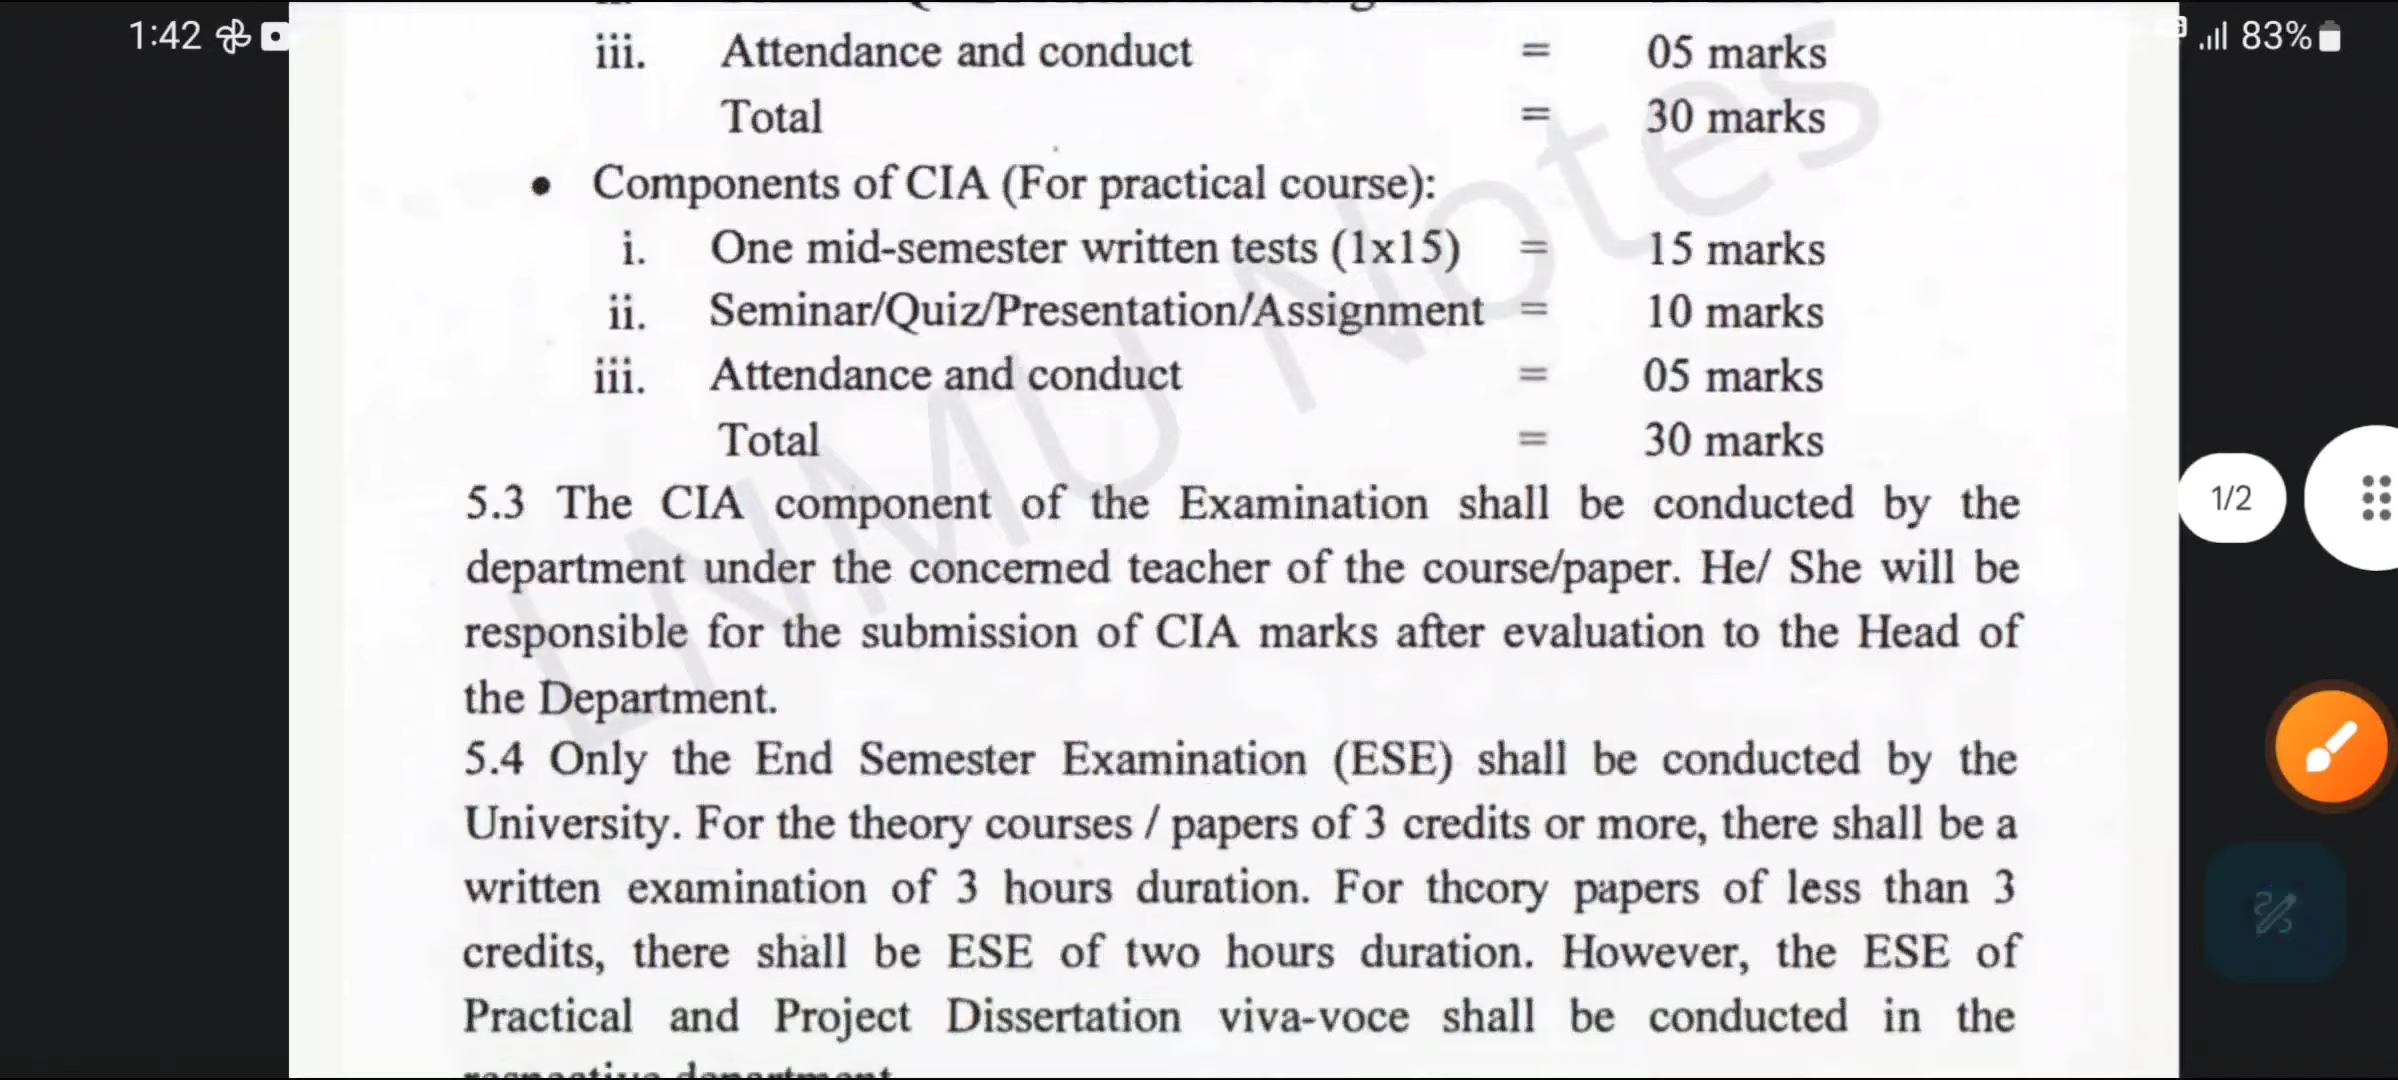 1:42
83%
iii. Attendance and conduct = 05 marks
Total = 30 marks
• Components of CIA (For practical course):
i. One mid-semester written tests (1x15) = 15 marks
ii. Seminar/Quiz/Presentation/Assignment = 10 marks
iii. Attendance and conduct = 05 marks
Total = 30 marks
5.3 The CIA component of the Examination shall be conducted by the
department under the concerned teacher of the course/paper. He/ She will be
responsible for the submission of CIA marks after evaluation to the Head of
the Department.
5.4 Only the End Semester Examination (ESE) shall be conducted by the
University. For the theory courses / papers of 3 credits or more, there shall be a
written examination of 3 hours duration. For theory papers of less than 3
credits, there shall be ESE of two hours duration. However, the ESE of
Practical and Project Dissertation viva-voce shall be conducted in the
respective department
1/2
LNMU Notes